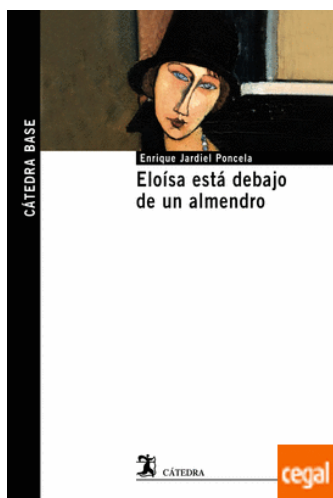 CÁTEDRA BASE
Enrique Jardiel Poncela
Eloísa está debajo
de un almendro
CÁTEDRA
cegal